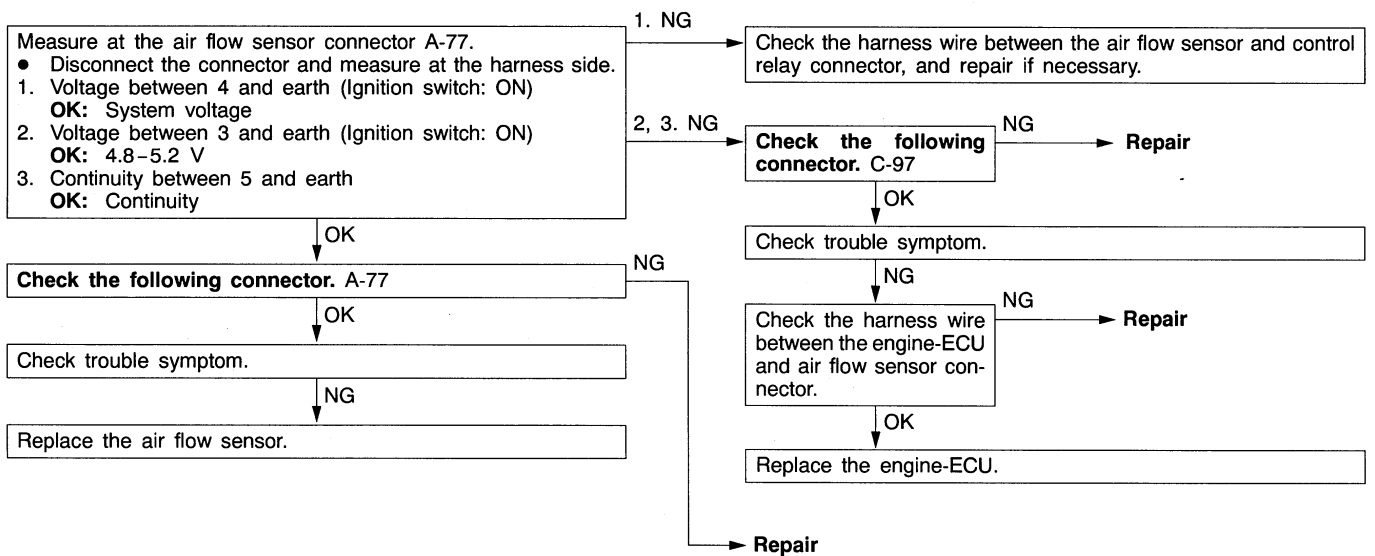 Measure at the air flow sensor connector A-77.
● Disconnect the connector and measure at the harness side.
1. Voltage between 4 and earth (Ignition switch: ON)
OK: System voltage
2. Voltage between 3 and earth (Ignition switch: ON)
OK: 4.8–5.2 V
3. Continuity between 5 and earth
OK: Continuity
1. NG
Check the harness wire between the air flow sensor and control
relay connector, and repair if necessary.
2, 3. NG
Check the following
connector. C-97
NG
Repair
OK
Check trouble symptom.
NG
Check the harness wire
between the engine-ECU
and air flow sensor con-
nector.
NG
Repair
OK
Replace the engine-ECU.
OK
Check the following connector. A-77
NG
Repair
OK
Check trouble symptom.
NG
Replace the air flow sensor.